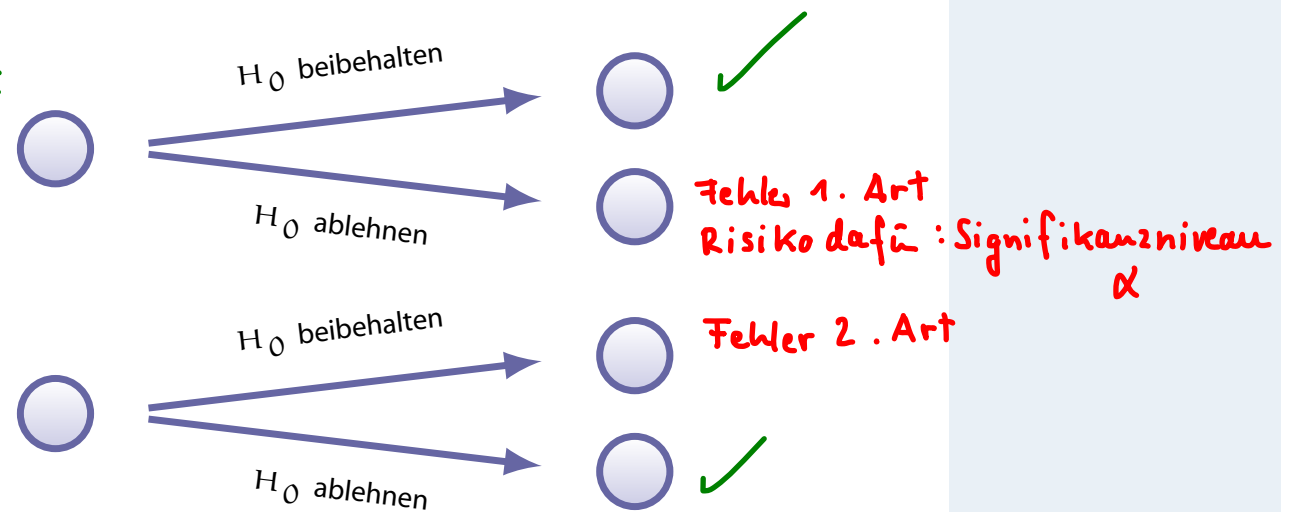 H₀ beibehalten
H₀ ablehnen
Fehler 1. Art
Risiko dafür : Signifikanzniveau
α
H₀ beibehalten
Fehler 2. Art
H₀ ablehnen